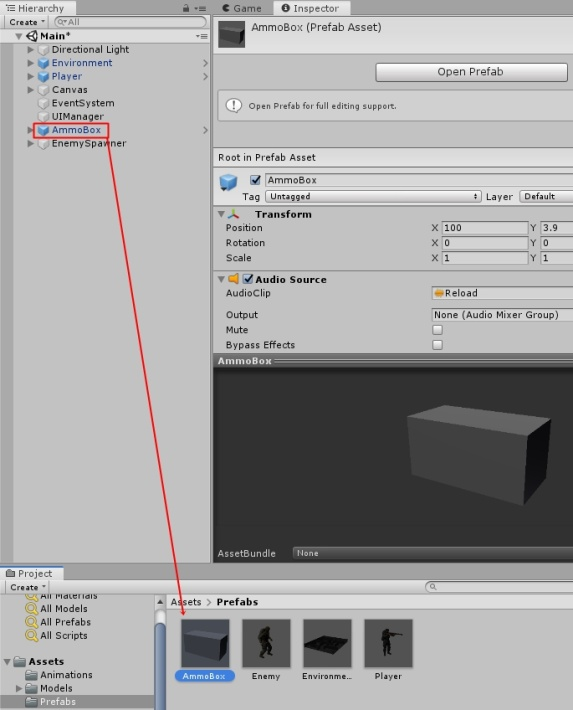 Hierarchy
Create
All
Main*
Directional Light
Environment
Player
Canvas
EventSystem
UIManager
AmmoBox
EnemySpawner
Game
Inspector
AmmoBox (Prefab Asset)
Open Prefab
Open Prefab for full editing support.
Root in Prefab Asset
AmmoBox
Tag Untagged Layer Default
Transform
Position X 100 Y 3.9
Rotation X 0 Y 0
Scale X 1 Y 1
Audio Source
AudioClip Reload
Output None (Audio Mixer Group)
Mute
Bypass Effects
AmmoBox
AssetBundle None
Project
Create
All Materials
All Models
All Prefabs
All Scripts
Assets
Animations
Models
Prefabs
Assets > Prefabs
AmmoBox Enemy Environme... Player